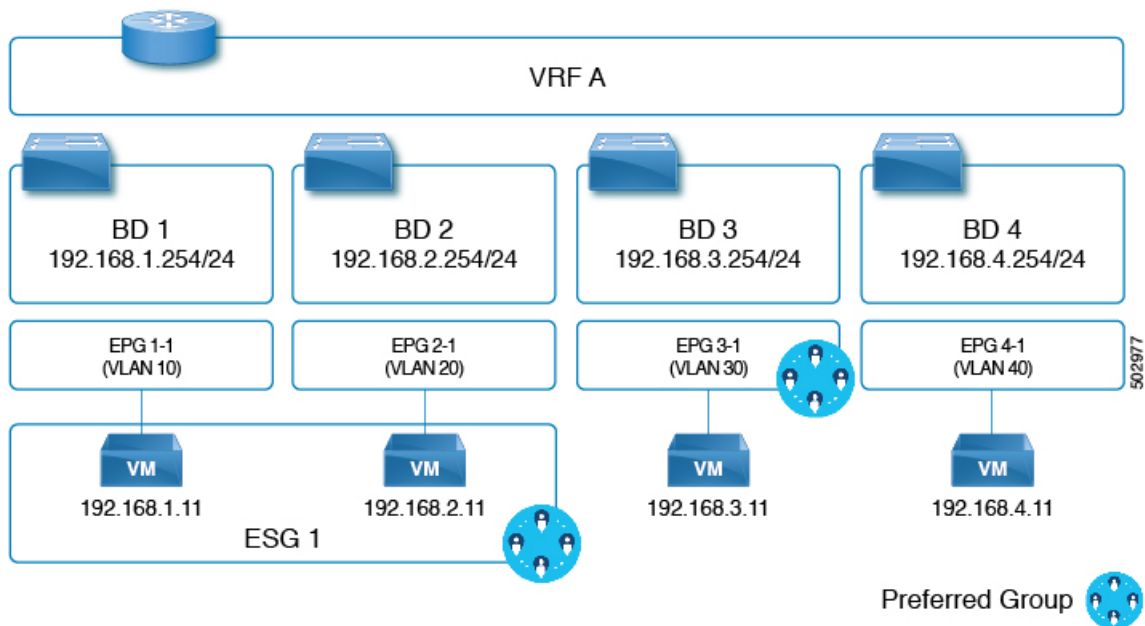 VRF A
BD 1
192.168.1.254/24
BD 2
192.168.2.254/24
BD 3
192.168.3.254/24
BD 4
192.168.4.254/24
EPG 1-1
(VLAN 10)
EPG 2-1
(VLAN 20)
EPG 3-1
(VLAN 30)
EPG 4-1
(VLAN 40)
502977
VM
192.168.1.11
VM
192.168.2.11
VM
192.168.3.11
VM
192.168.4.11
ESG 1
Preferred Group